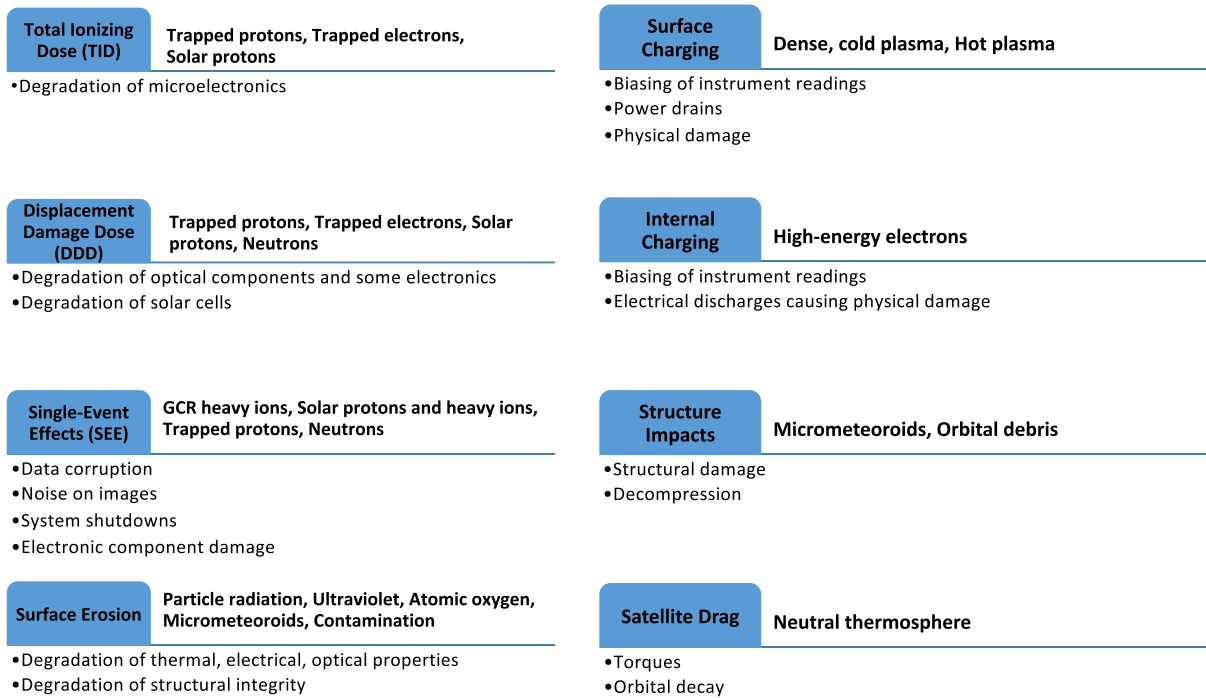 Total Ionizing
Dose (TID)
Trapped protons, Trapped electrons,
Solar protons
•Degradation of microelectronics
Displacement
Damage Dose
(DDD)
Trapped protons, Trapped electrons, Solar
protons, Neutrons
•Degradation of optical components and some electronics
•Degradation of solar cells
Single-Event
Effects (SEE)
GCR heavy ions, Solar protons and heavy ions,
Trapped protons, Neutrons
•Data corruption
•Noise on images
•System shutdowns
•Electronic component damage
Surface Erosion
Particle radiation, Ultraviolet, Atomic oxygen,
Micrometeoroids, Contamination
•Degradation of thermal, electrical, optical properties
•Degradation of structural integrity
Surface
Charging
Dense, cold plasma, Hot plasma
•Biasing of instrument readings
•Power drains
•Physical damage
Internal
Charging
High-energy electrons
•Biasing of instrument readings
•Electrical discharges causing physical damage
Structure
Impacts
Micrometeoroids, Orbital debris
•Structural damage
•Decompression
Satellite Drag
Neutral thermosphere
•Torques
•Orbital decay